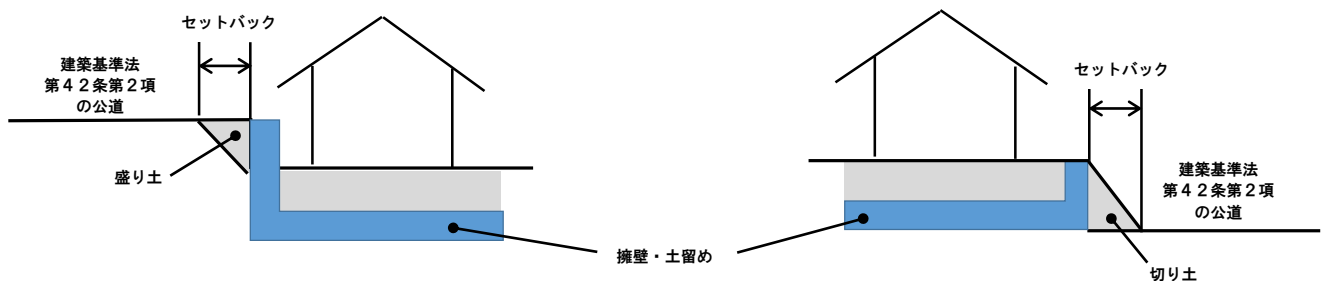 セットバック
建築基準法
第４２条第２項
の公道
盛り土
擁壁・土留め
セットバック
建築基準法
第４２条第２項
の公道
切り土